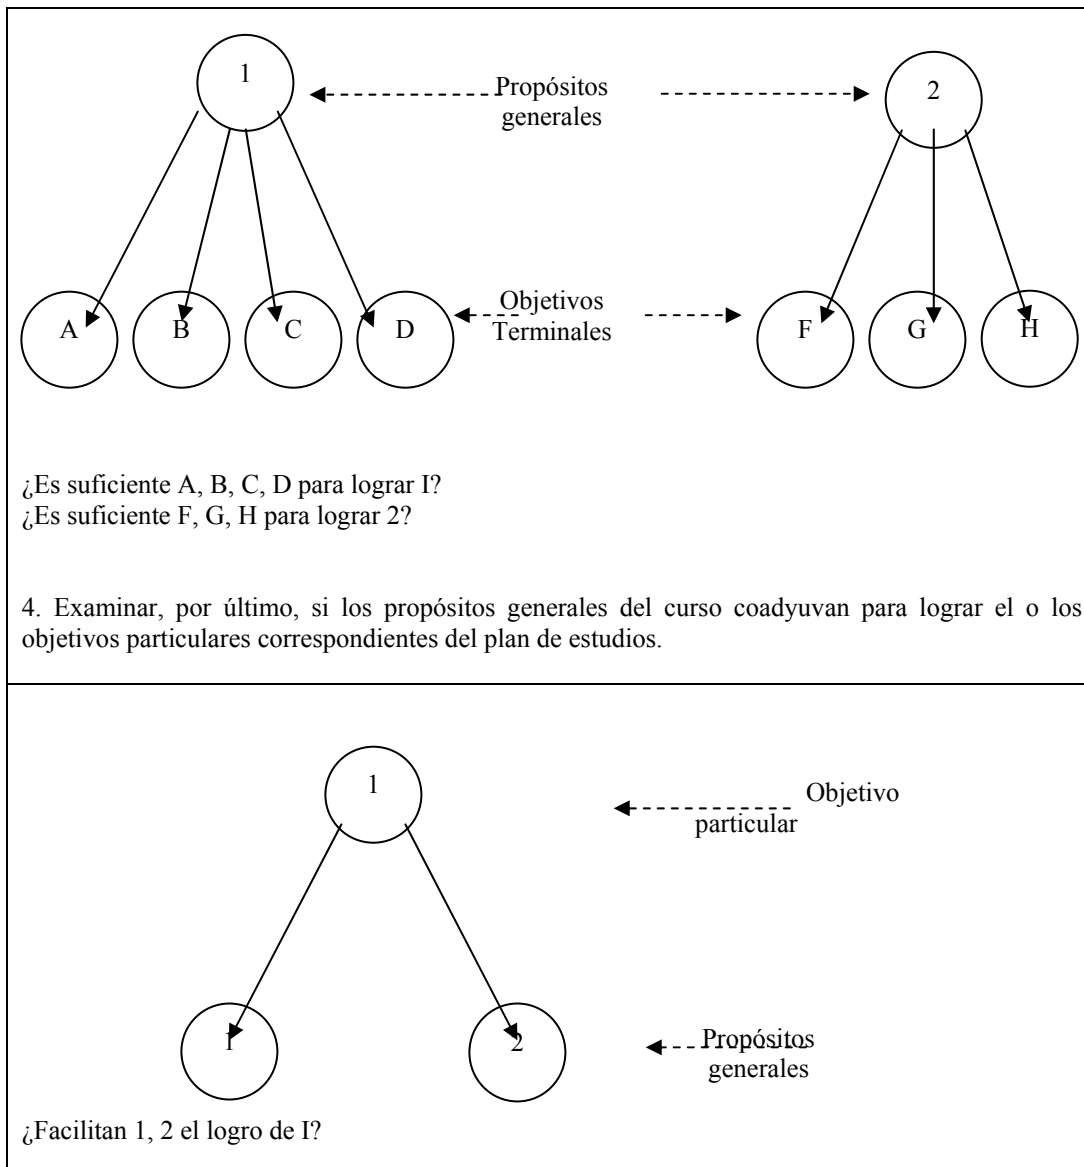 1
Propósitos
generales
2
A
B
C
D
Objetivos
Terminales
F
G
H
¿Es suficiente A, B, C, D para lograr I?
¿Es suficiente F, G, H para lograr 2?
4. Examinar, por último, si los propósitos generales del curso coadyuvan para lograr el o los
objetivos particulares correspondientes del plan de estudios.
1
Objetivo
particular
1
2
Propósitos
generales
¿Facilitan 1, 2 el logro de I?